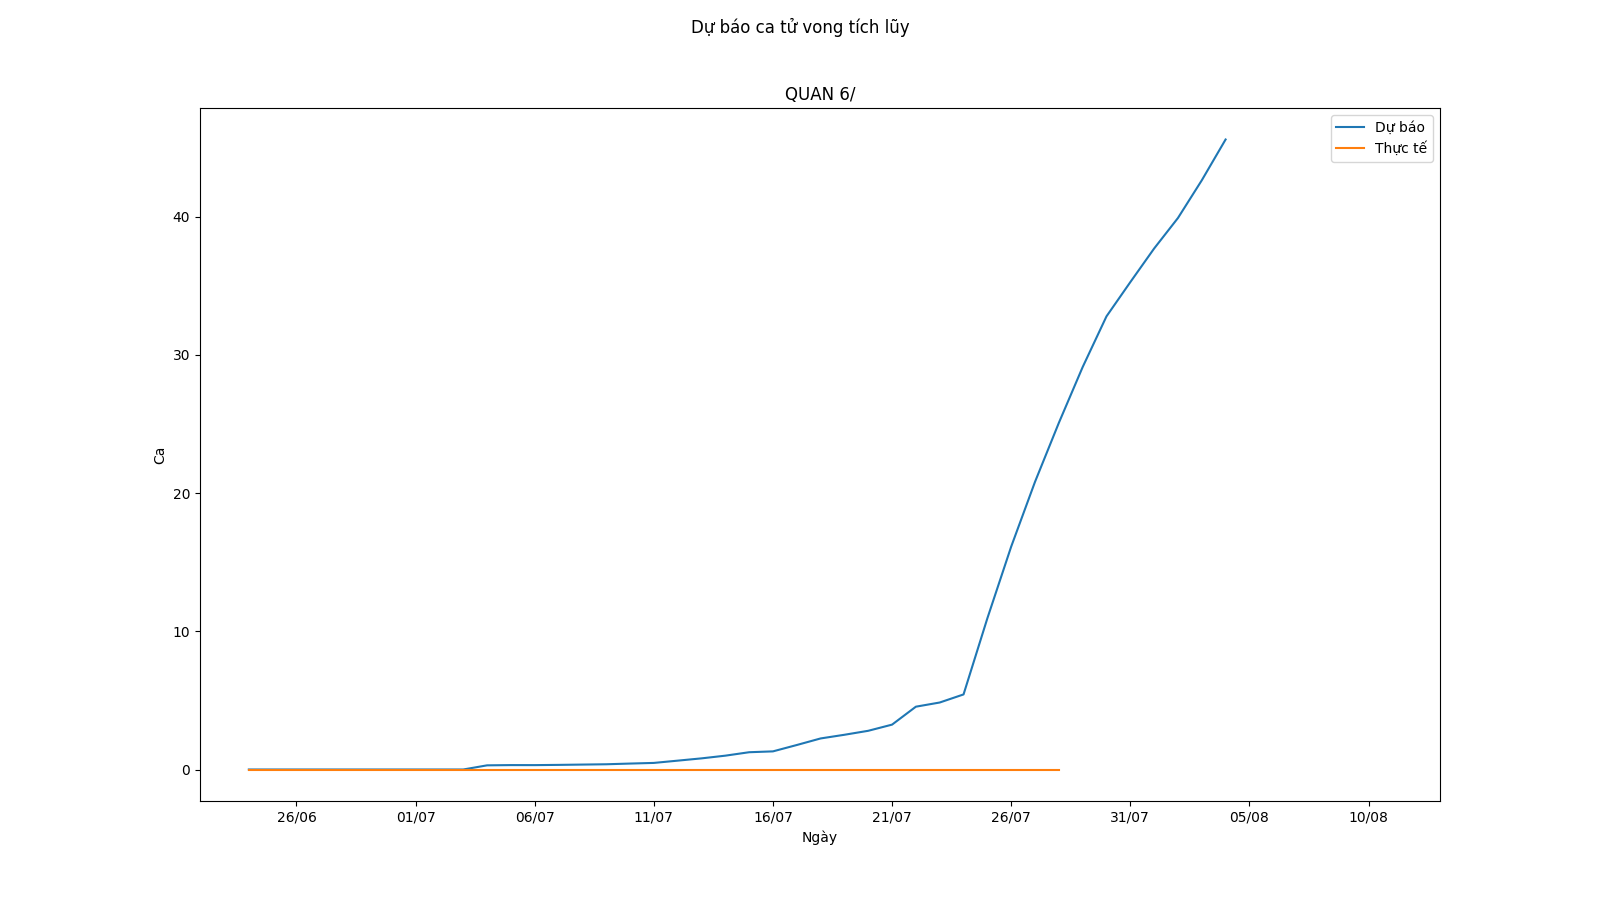 Dự báo ca tử vong tích lũy
QUAN 6/
Dự báo
Thực tế
Ca
40
30
20
10
0
26/06
01/07
06/07
11/07
16/07
21/07
26/07
31/07
05/08
10/08
Ngày